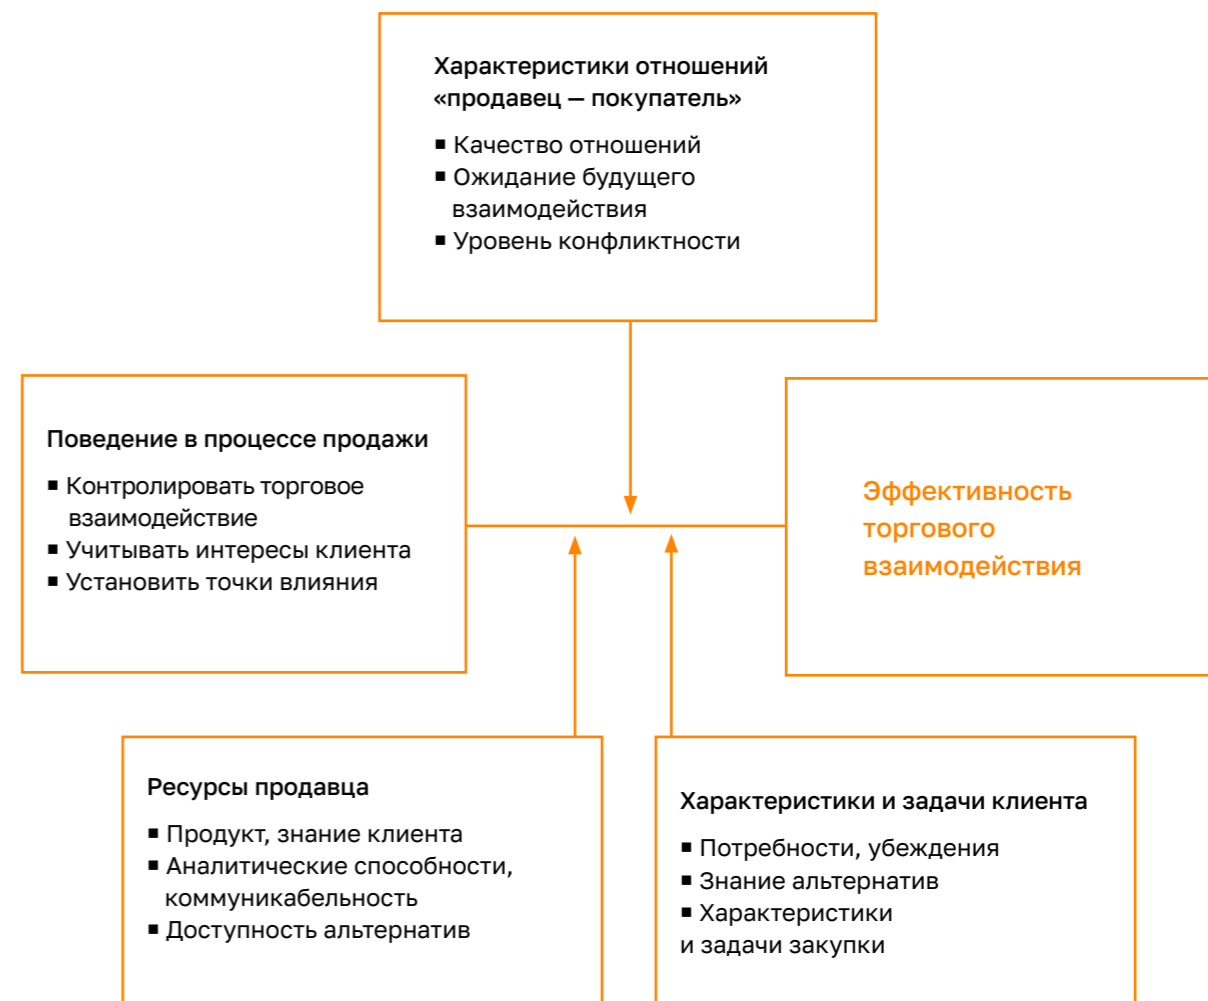 Характеристики отношений
«продавец — покупатель»
▪ Качество отношений
▪ Ожидание будущего
взаимодействия
▪ Уровень конфликтности
Поведение в процессе продажи
▪ Контролировать торговое
взаимодействие
▪ Учитывать интересы клиента
▪ Установить точки влияния
Эффективность
торгового
взаимодействия
Ресурсы продавца
▪ Продукт, знание клиента
▪ Аналитические способности,
коммуникабельность
▪ Доступность альтернатив
Характеристики и задачи клиента
▪ Потребности, убеждения
▪ Знание альтернатив
▪ Характеристики
и задачи закупки